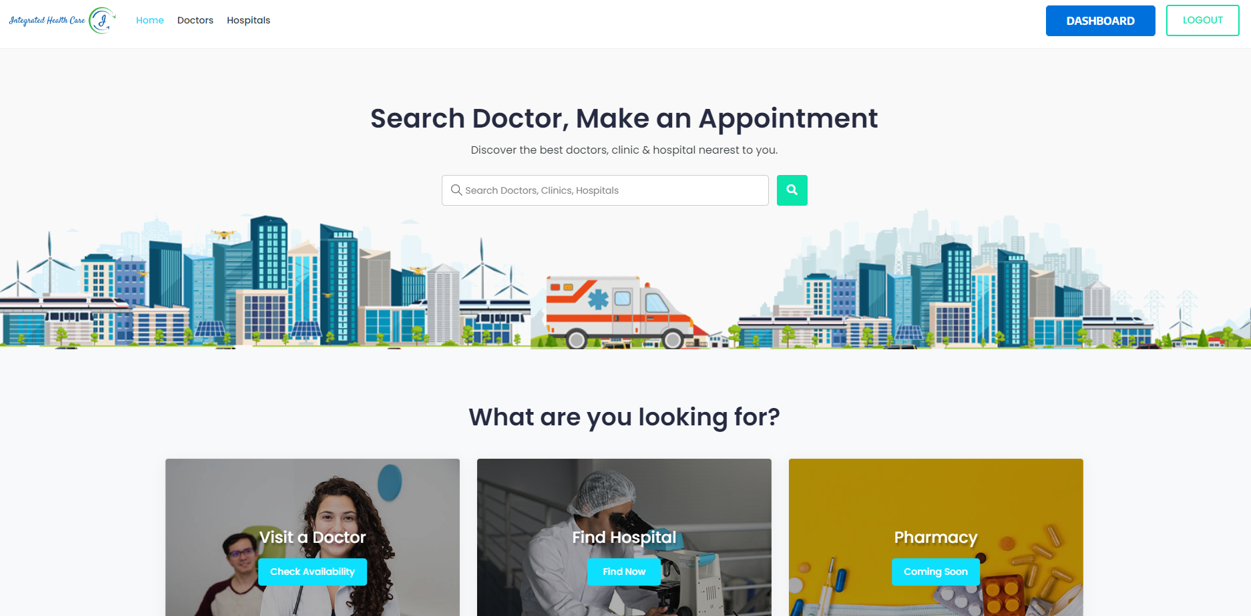 Integrated Health Care
Home Doctors Hospitals
DASHBOARD LOGOUT
Search Doctor, Make an Appointment
Discover the best doctors, clinic & hospital nearest to you.
Search Doctors, Clinics, Hospitals
What are you looking for?
Visit a Doctor Find Hospital Pharmacy
Check Availability Find Now Coming Soon